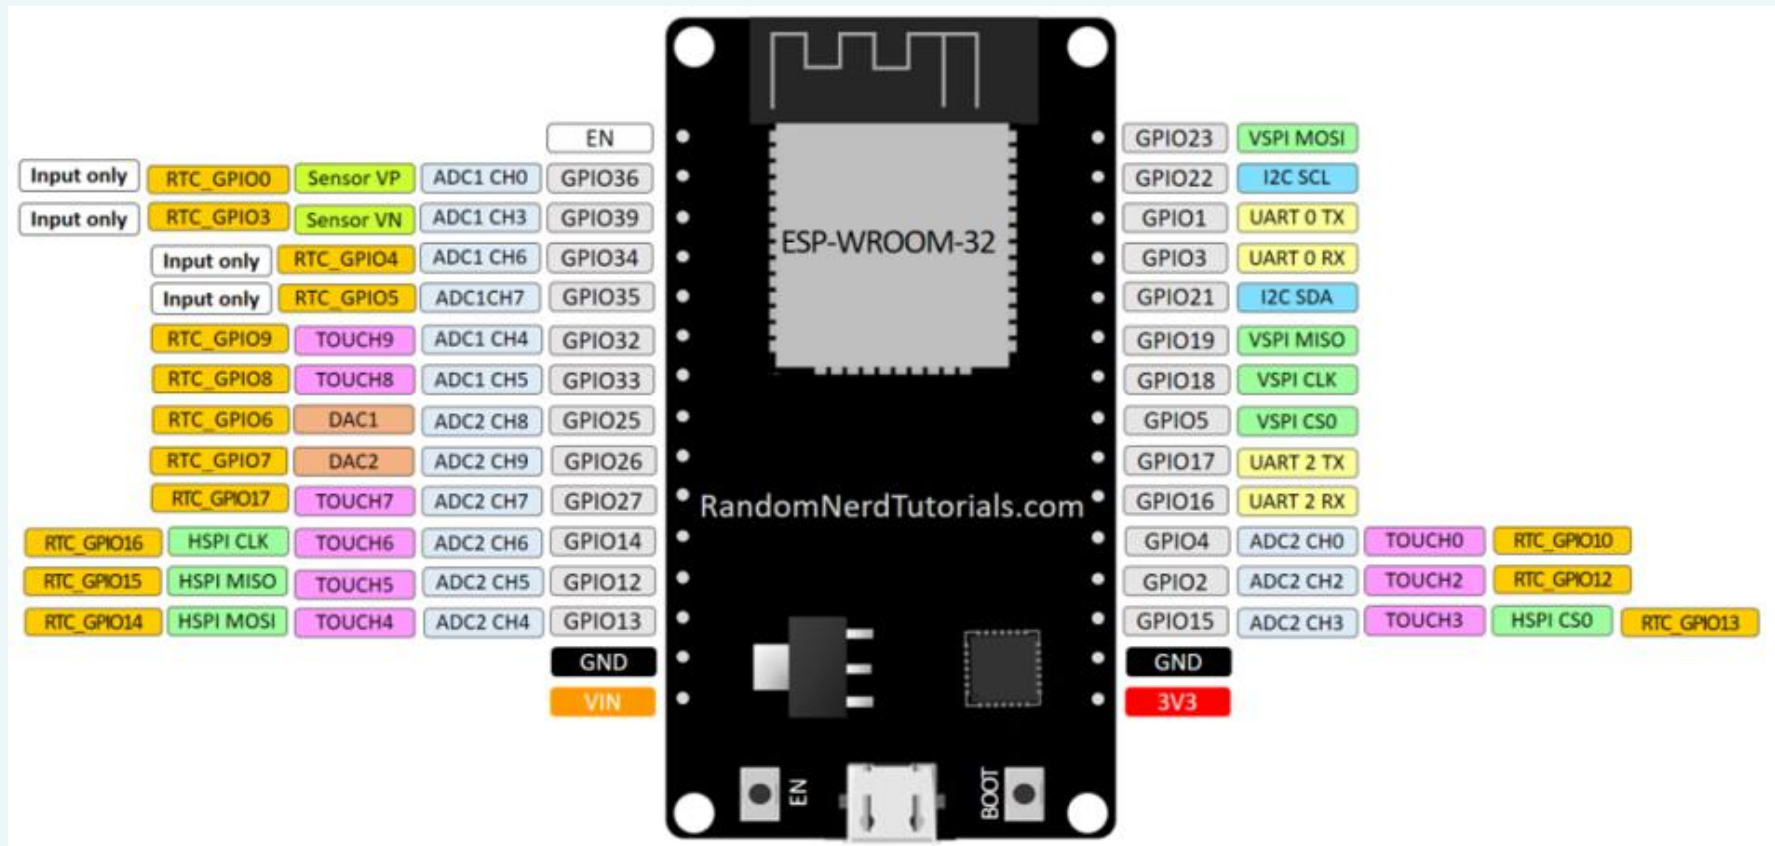 EN GPIO23 VSPI MOSI
Input only RTC_GPIO0 Sensor VP ADC1 CH0 GPIO36 GPIO22 I2C SCL
Input only RTC_GPIO3 Sensor VN ADC1 CH3 GPIO39 GPIO1 UART 0 TX
Input only RTC_GPIO4 ADC1 CH6 GPIO34 ESP-WROOM-32 GPIO3 UART 0 RX
Input only RTC_GPIO5 ADC1CH7 GPIO35 GPIO21 I2C SDA
RTC_GPIO9 TOUCH9 ADC1 CH4 GPIO32 GPIO19 VSPI MISO
RTC_GPIO8 TOUCH8 ADC1 CH5 GPIO33 GPIO18 VSPI CLK
RTC_GPIO6 DAC1 ADC2 CH8 GPIO25 GPIO5 VSPI CS0
RTC_GPIO7 DAC2 ADC2 CH9 GPIO26 GPIO17 UART 2 TX
RTC_GPIO17 TOUCH7 ADC2 CH7 GPIO27 RandomNerdTutorials.com GPIO16 UART 2 RX
RTC_GPIO16 HSPI CLK TOUCH6 ADC2 CH6 GPIO14 GPIO4 ADC2 CH0 TOUCH0 RTC_GPIO10
RTC_GPIO15 HSPI MISO TOUCH5 ADC2 CH5 GPIO12 GPIO2 ADC2 CH2 TOUCH2 RTC_GPIO12
RTC_GPIO14 HSPI MOSI TOUCH4 ADC2 CH4 GPIO13 GPIO15 ADC2 CH3 TOUCH3 HSPI CS0 RTC_GPIO13
GND GND
VIN 3V3
EN BOOT